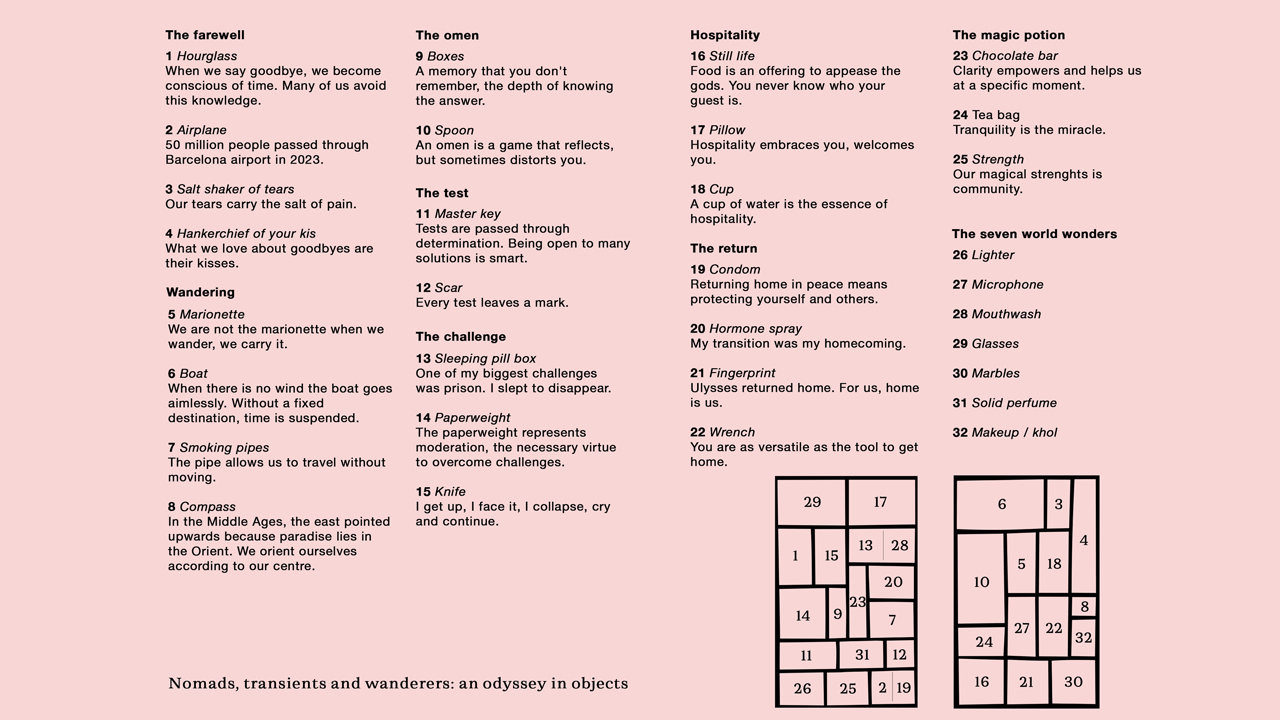 The farewell
1 Hourglass
When we say goodbye, we become
conscious of time. Many of us avoid
this knowledge.
2 Airplane
50 million people passed through
Barcelona airport in 2023.
3 Salt shaker of tears
Our tears carry the salt of pain.
4 Hankerchief of your kis
What we love about goodbyes are
their kisses.
Wandering
5 Marionette
We are not the marionette when we
wander, we carry it.
6 Boat
When there is no wind the boat goes
aimlessly. Without a fixed
destination, time is suspended.
7 Smoking pipes
The pipe allows us to travel without
moving.
8 Compass
In the Middle Ages, the east pointed
upwards because paradise lies in
the Orient. We orient ourselves
according to our centre.
The omen
9 Boxes
A memory that you don't
remember, the depth of knowing
the answer.
10 Spoon
An omen is a game that reflects,
but sometimes distorts you.
The test
11 Master key
Tests are passed through
determination. Being open to many
solutions is smart.
12 Scar
Every test leaves a mark.
The challenge
13 Sleeping pill box
One of my biggest challenges
was prison. I slept to disappear.
14 Paperweight
The paperweight represents
moderation, the necessary virtue
to overcome challenges.
15 Knife
I get up, I face it, I collapse, cry
and continue.
Hospitality
16 Still life
Food is an offering to appease the
gods. You never know who your
guest is.
17 Pillow
Hospitality embraces you, welcomes
you.
18 Cup
A cup of water is the essence of
hospitality.
The return
19 Condom
Returning home in peace means
protecting yourself and others.
20 Hormone spray
My transition was my homecoming.
21 Fingerprint
Ulysses returned home. For us, home
is us.
22 Wrench
You are as versatile as the tool to get
home.
The magic potion
23 Chocolate bar
Clarity empowers and helps us
at a specific moment.
24 Tea bag
Tranquility is the miracle.
25 Strength
Our magical strenghts is
community.
The seven world wonders
26 Lighter
27 Microphone
28 Mouthwash
29 Glasses
30 Marbles
31 Solid perfume
32 Makeup / khol
29 17
1 15 13 28
20
14 9 23 7
11 31 12
26 25 2 19
6 3 4
10 5 18
8
24 27 22 32
16 21 30
Nomads, transients and wanderers: an odyssey in objects